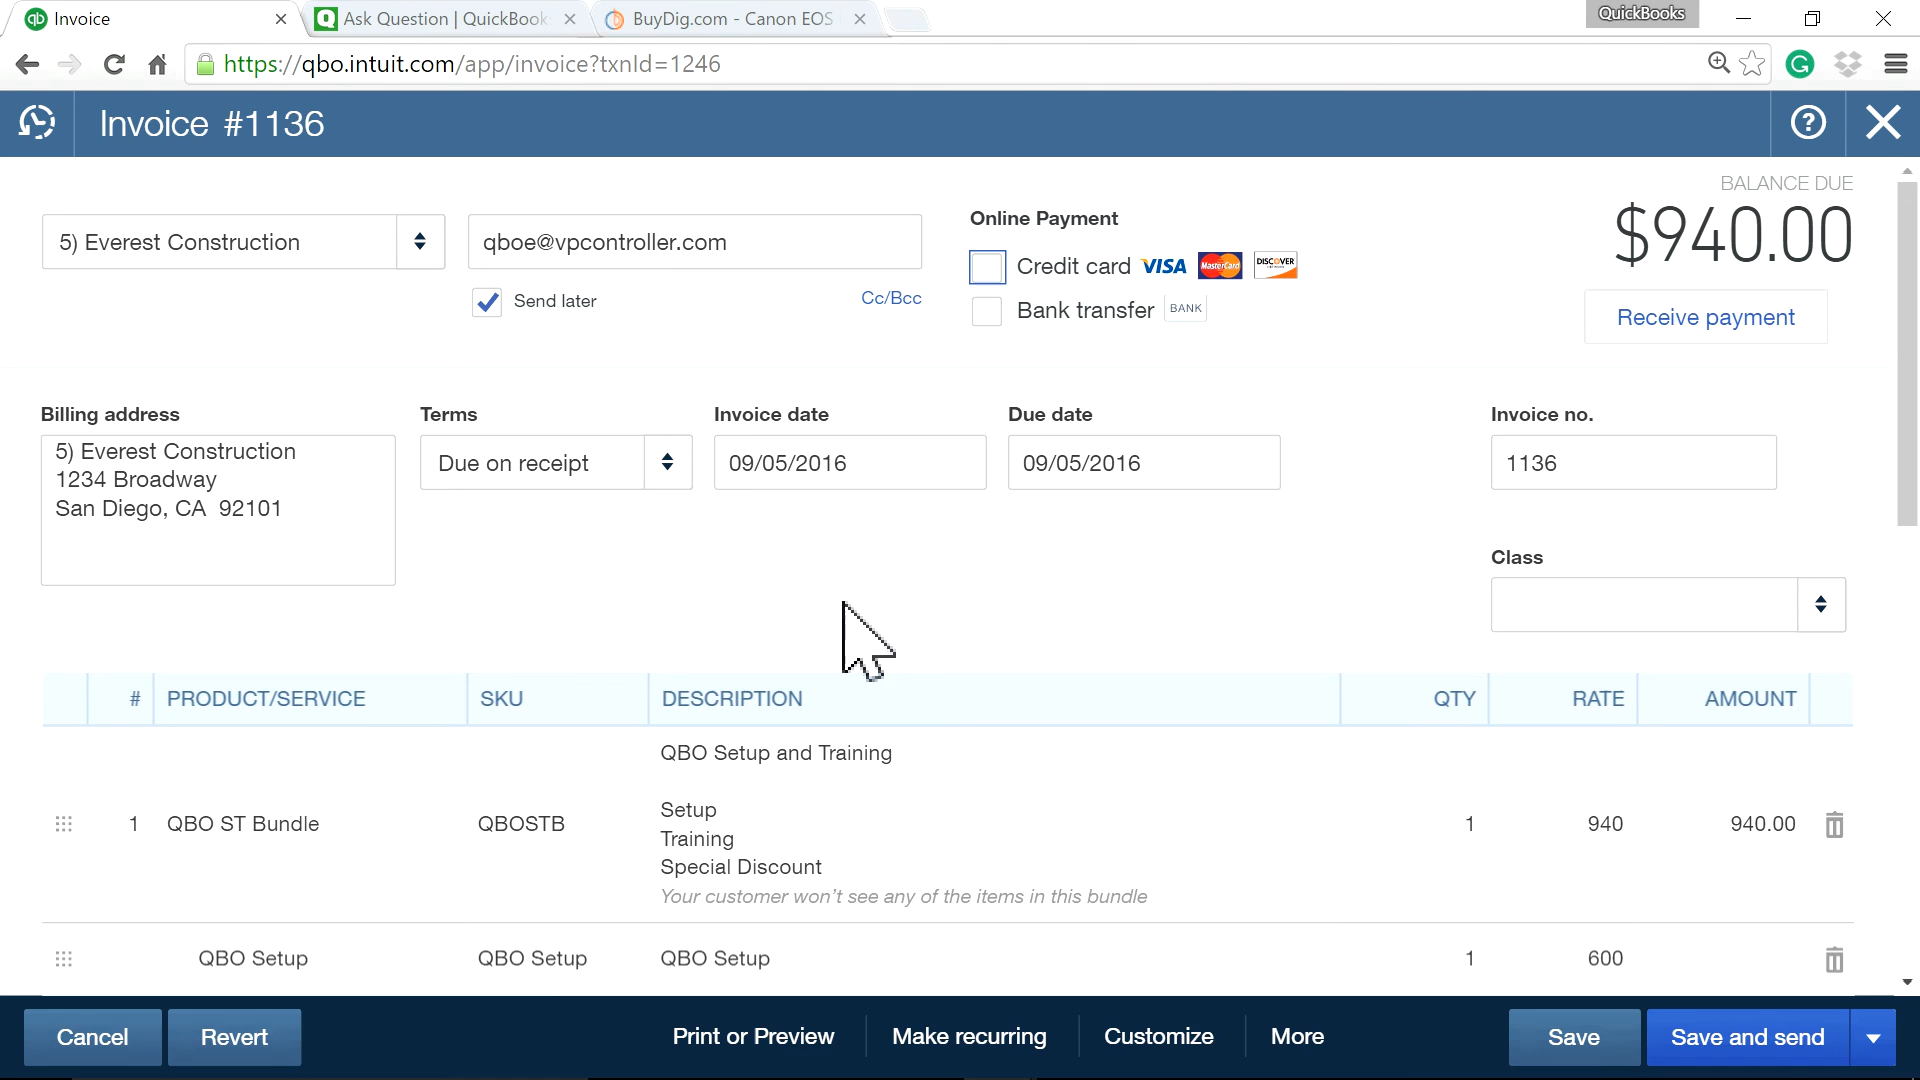 qb Invoice
Ask Question | QuickBook
BuyDig.com - Canon EOS
QuickBooks
https://qbo.intuit.com/app/invoice?txnId=1246
Invoice #1136
BALANCE DUE
$940.00
5) Everest Construction
qboe@vpcontroller.com
Online Payment
Credit card VISA MasterCard DISCOVER
Send later
Cc/Bcc
Bank transfer BANK
Receive payment
Billing address
Terms
Invoice date
Due date
Invoice no.
5) Everest Construction
1234 Broadway
San Diego, CA 92101
Due on receipt
09/05/2016
09/05/2016
1136
Class
# PRODUCT/SERVICE SKU DESCRIPTION QTY RATE AMOUNT
QBO Setup and Training
Setup
1 QBO ST Bundle QBOSTB Training 1 940 940.00
Special Discount
Your customer won't see any of the items in this bundle
QBO Setup QBO Setup QBO Setup 1 600
Cancel Revert Print or Preview Make recurring Customize More Save Save and send